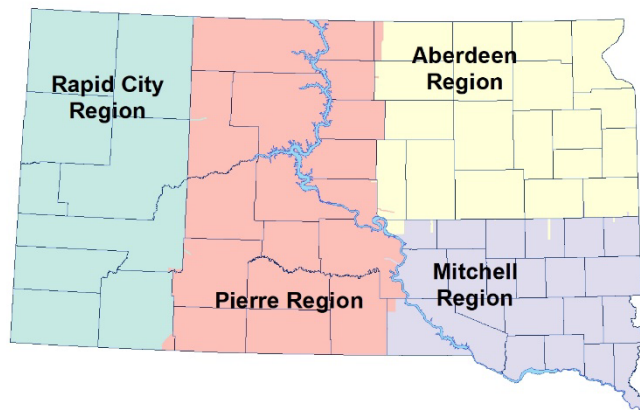 Rapid City
Region
Aberdeen
Region
Pierre Region
Mitchell
Region